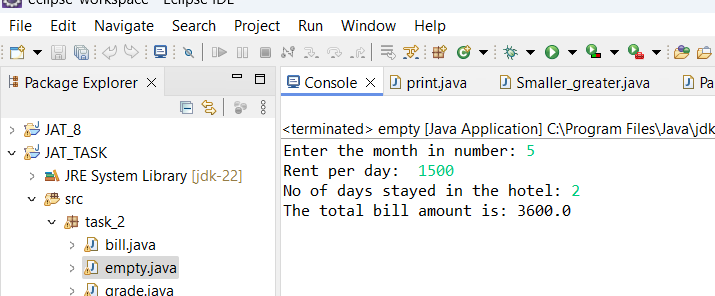 eclipse-workspace - Eclipse IDE
File Edit Navigate Search Project Run Window Help
Package Explorer
Console
print.java
Smaller_greater.java
Pa
JAT_8
JAT_TASK
JRE System Library [jdk-22]
src
task_2
bill.java
empty.java
grade.java
<terminated> empty [Java Application] C:\Program Files\Java\jdk
Enter the month in number: 5
Rent per day:  1500
No of days stayed in the hotel: 2
The total bill amount is: 3600.0